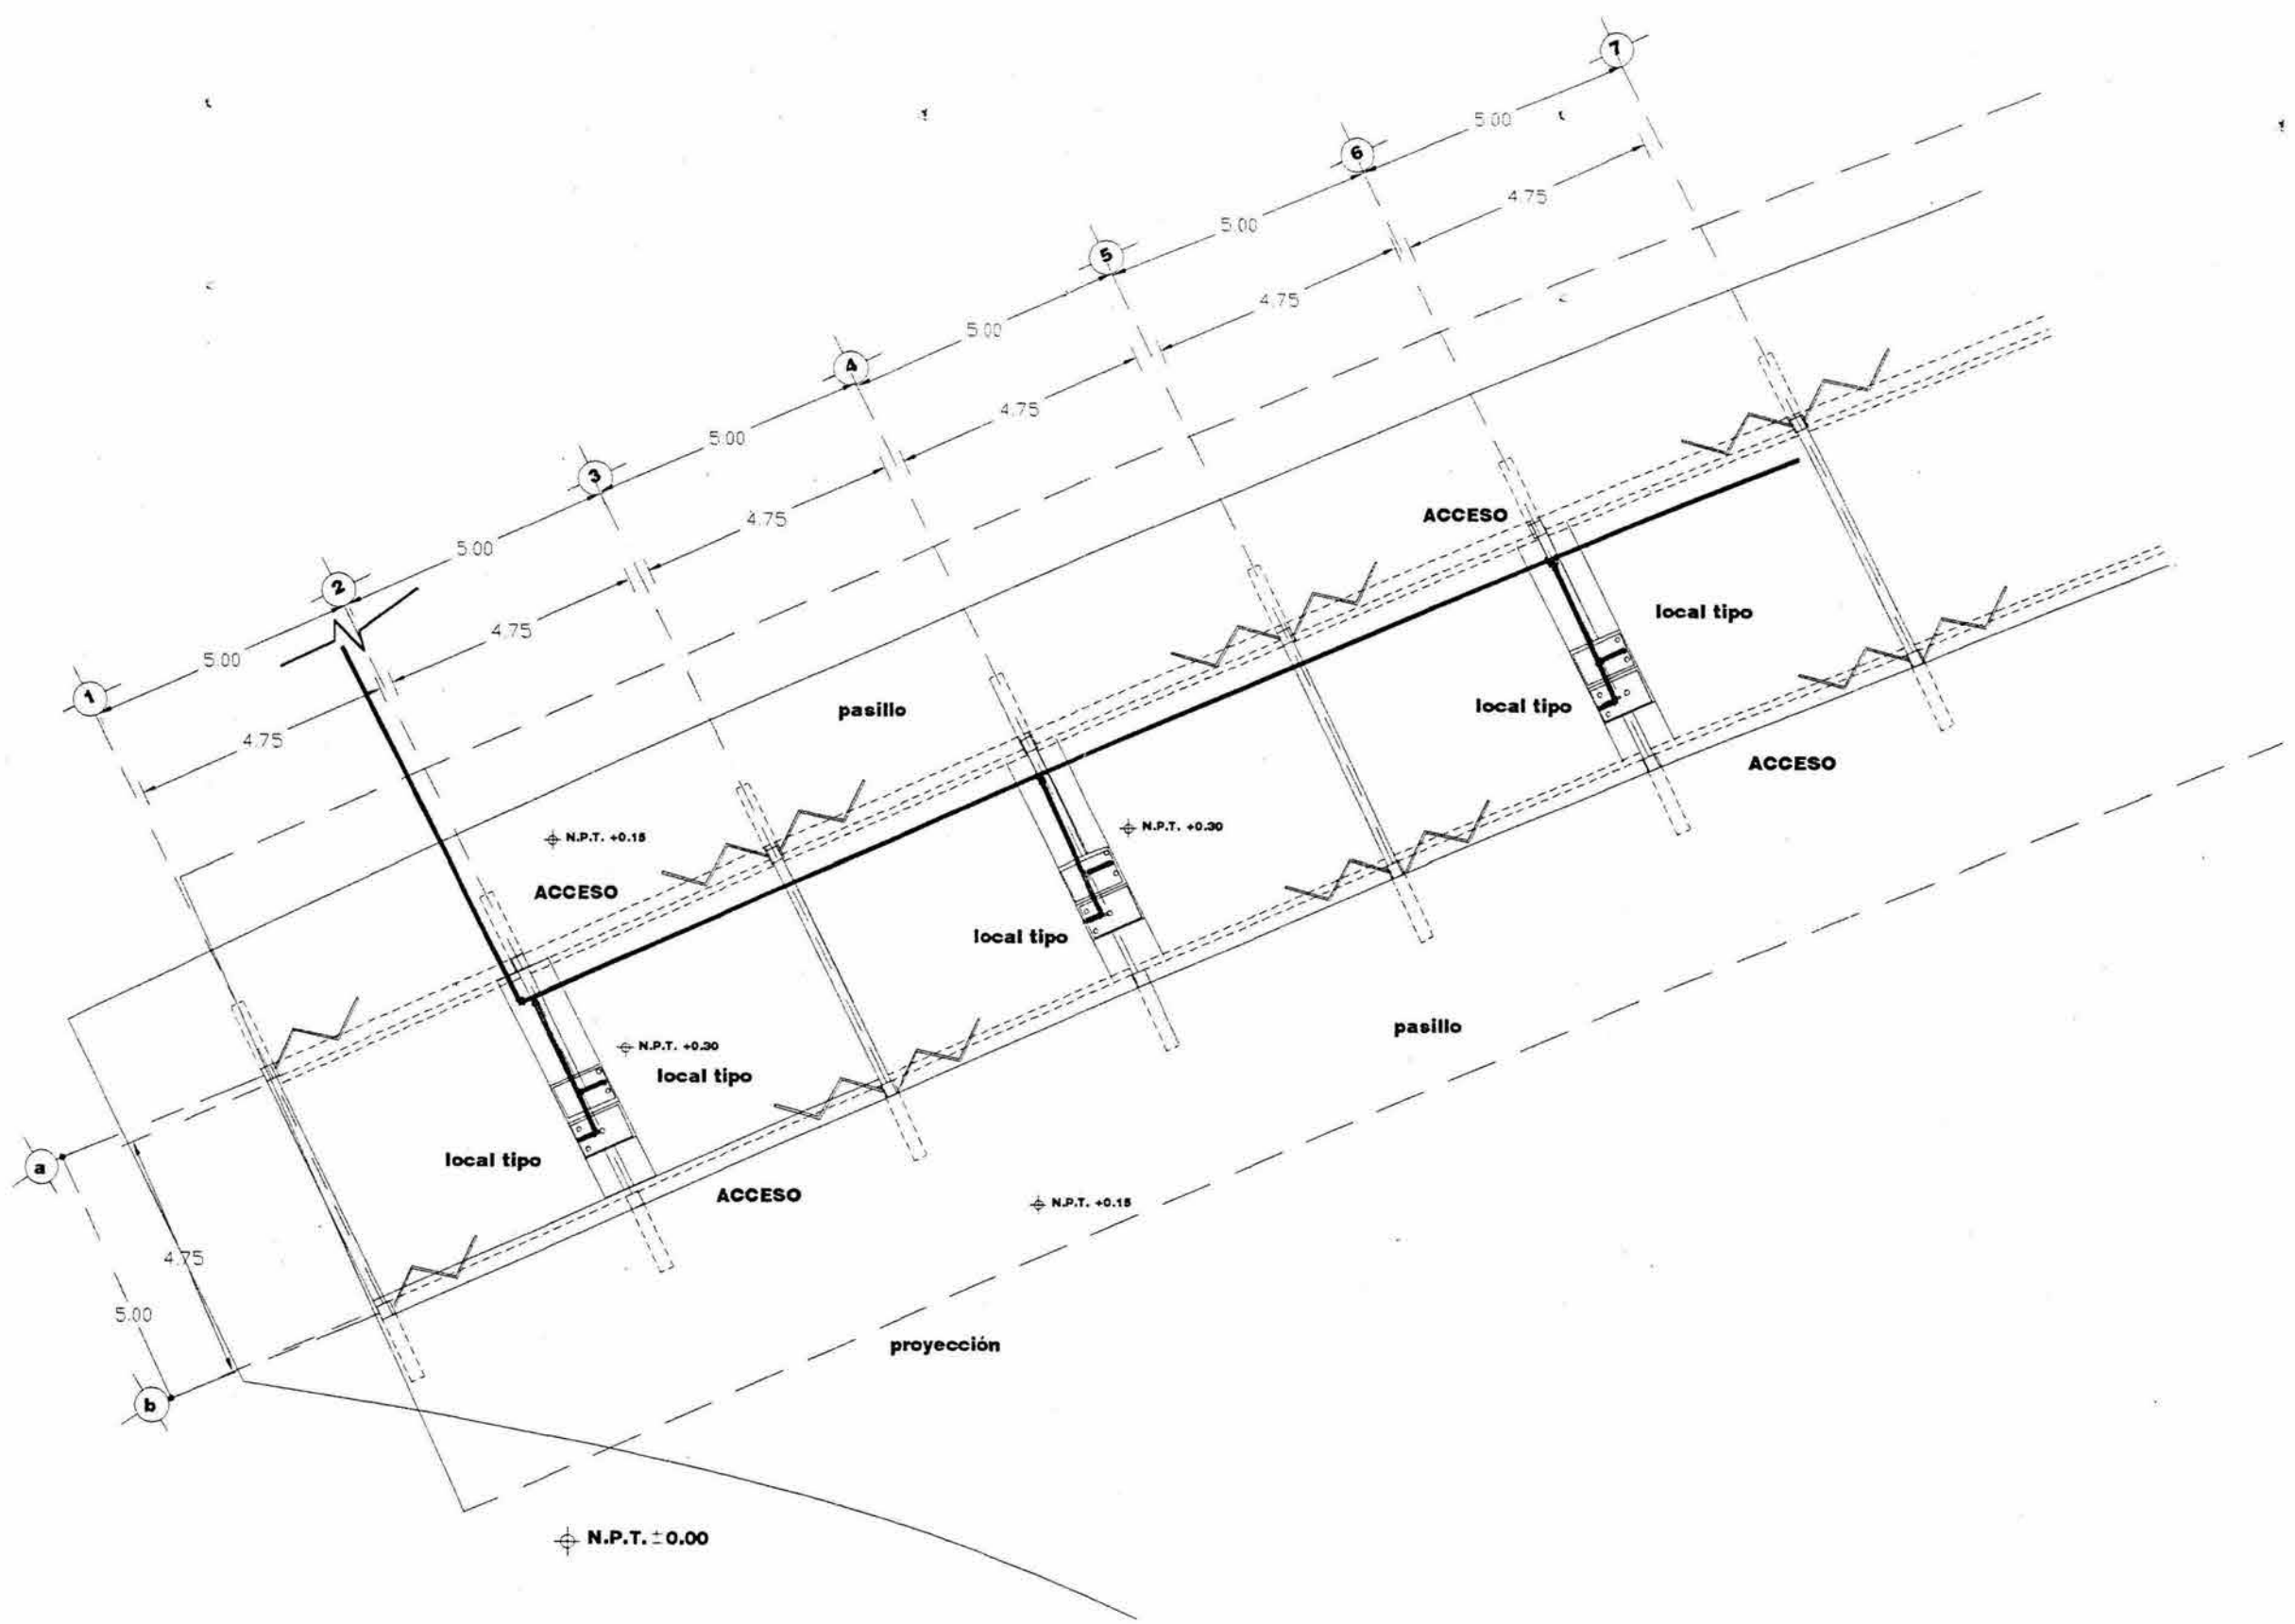 7
5.00
6
4.75
5.00
5
4.75
5.00
4
4.75
5.00
3
4.75
5.00
2
4.75
5.00
1
4.75
ACCESO
local tipo
local tipo
pasillo
ACCESO
N.P.T. +0.15
N.P.T. +0.30
ACCESO
local tipo
pasillo
N.P.T. +0.30
local tipo
local tipo
a
ACCESO
N.P.T. +0.15
4.75
5.00
proyección
b
N.P.T. ±0.00